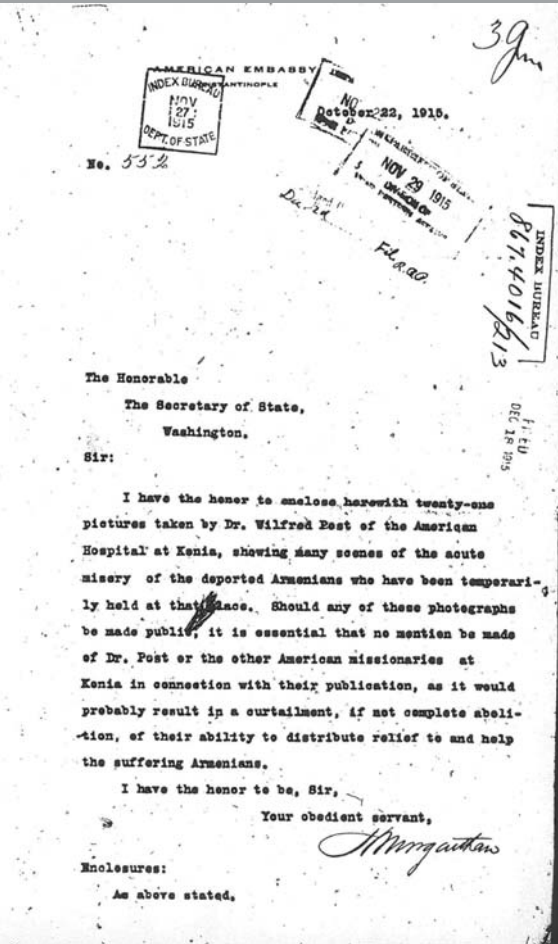 AMERICAN EMBASSY
CONSTANTINOPLE
INDEX BUREAU
NOV
27
1915
DEPT. OF STATE
October 22, 1915.
No. 552
NOV 29 1915
DIVISION OF
INDEX BUREAU
867.4016/213
FILED
DEC 18 1915
The Honorable
The Secretary of State,
Washington.
Sir:
I have the honor to enclose herewith twenty-one
pictures taken by Dr. Wilfred Post of the American
Hospital at Konia, showing many scenes of the acute
misery of the deported Armenians who have been temporari-
ly held at that place. Should any of these photographs
be made public, it is essential that no mention be made
of Dr. Post or the other American missionaries at
Konia in connection with their publication, as it would
probably result in a curtailment, if not complete aboli-
tion, of their ability to distribute relief to and help
the suffering Armenians.
I have the honor to be, Sir,
Your obedient servant,
HMorgenthau
Enclosures:
As above stated.